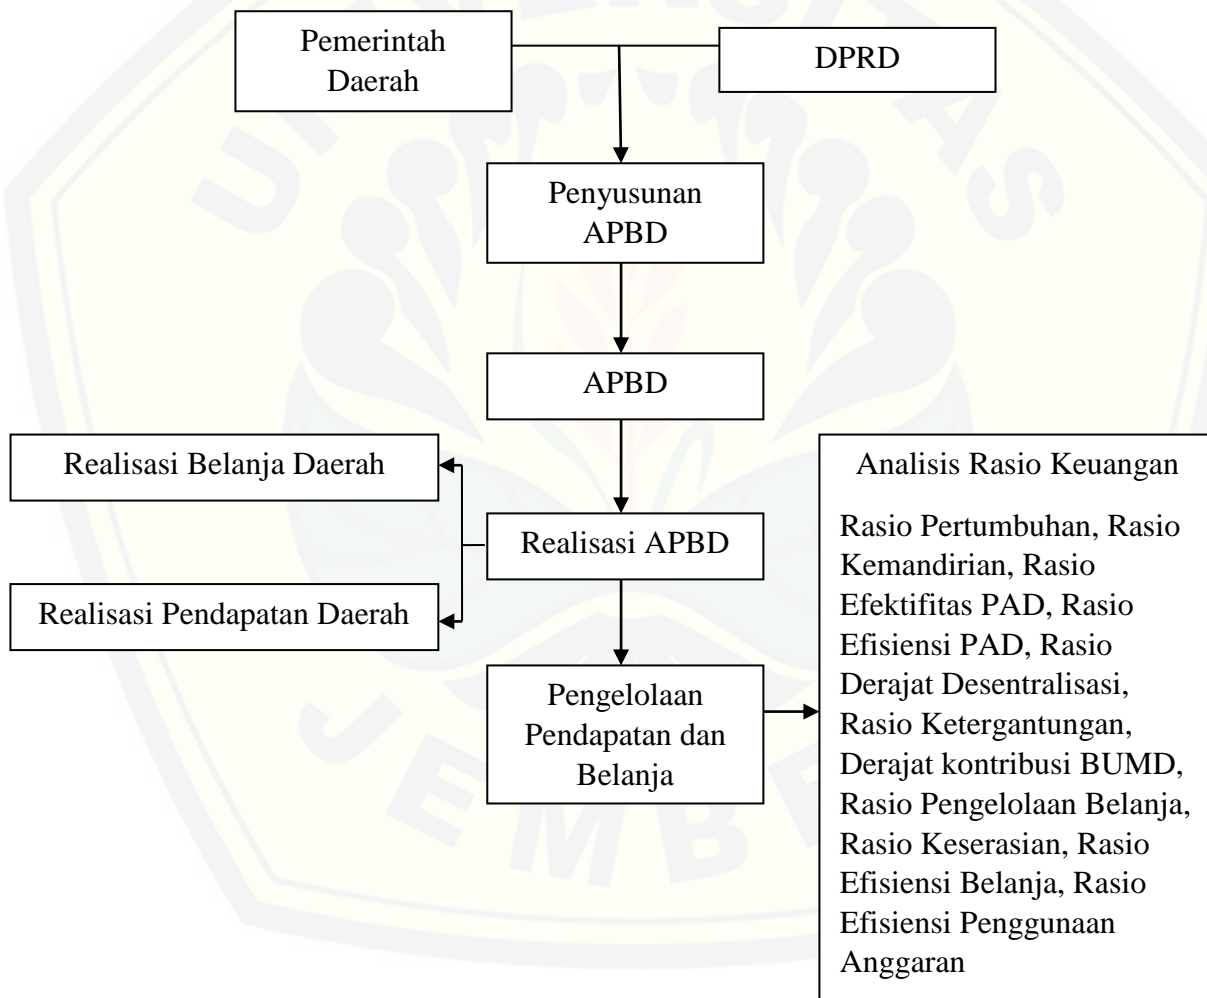 UNIVERSITAS
Pemerintah
Daerah
DPRD
Penyusunan
APBD
APBD
Realisasi Belanja Daerah
Realisasi APBD
Realisasi Pendapatan Daerah
Pengelolaan
Pendapatan dan
Belanja
Analisis Rasio Keuangan
Rasio Pertumbuhan, Rasio
Kemandirian, Rasio
Efektifitas PAD, Rasio
Efisiensi PAD, Rasio
Derajat Desentralisasi,
Rasio Ketergantungan,
Derajat kontribusi BUMD,
Rasio Pengelolaan Belanja,
Rasio Keserasian, Rasio
Efisiensi Belanja, Rasio
Efisiensi Penggunaan
Anggaran
JEMBE